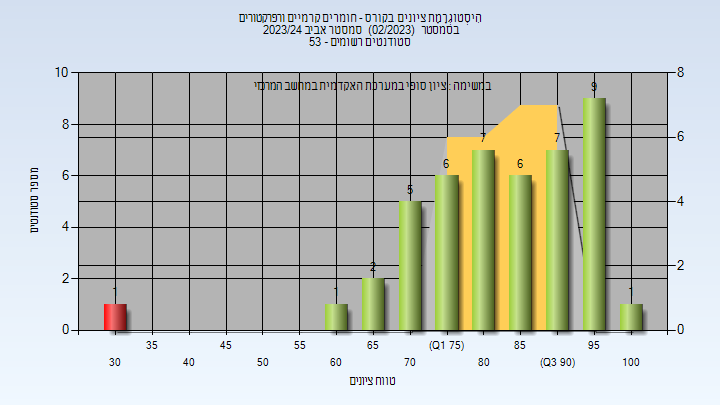 היסטוגרמת ציונים בקורס - חומרים קרמיים ורפרקטורים
בסמסטר (02/2023) סמסטר אביב 2023/24
סטודנטים רשומים - 53
במשימה : ציון סופי במערכת האקדמית במחשב המרכזי
10 8
8 6
6 4
4 2
2 0
0
1 1 2 5 6 7 6 7 9 1
מספר סטודנטים
35 45 55 65 (Q1 75) 85 95
30 40 50 60 70 80 (Q3 90) 100
טווח ציונים